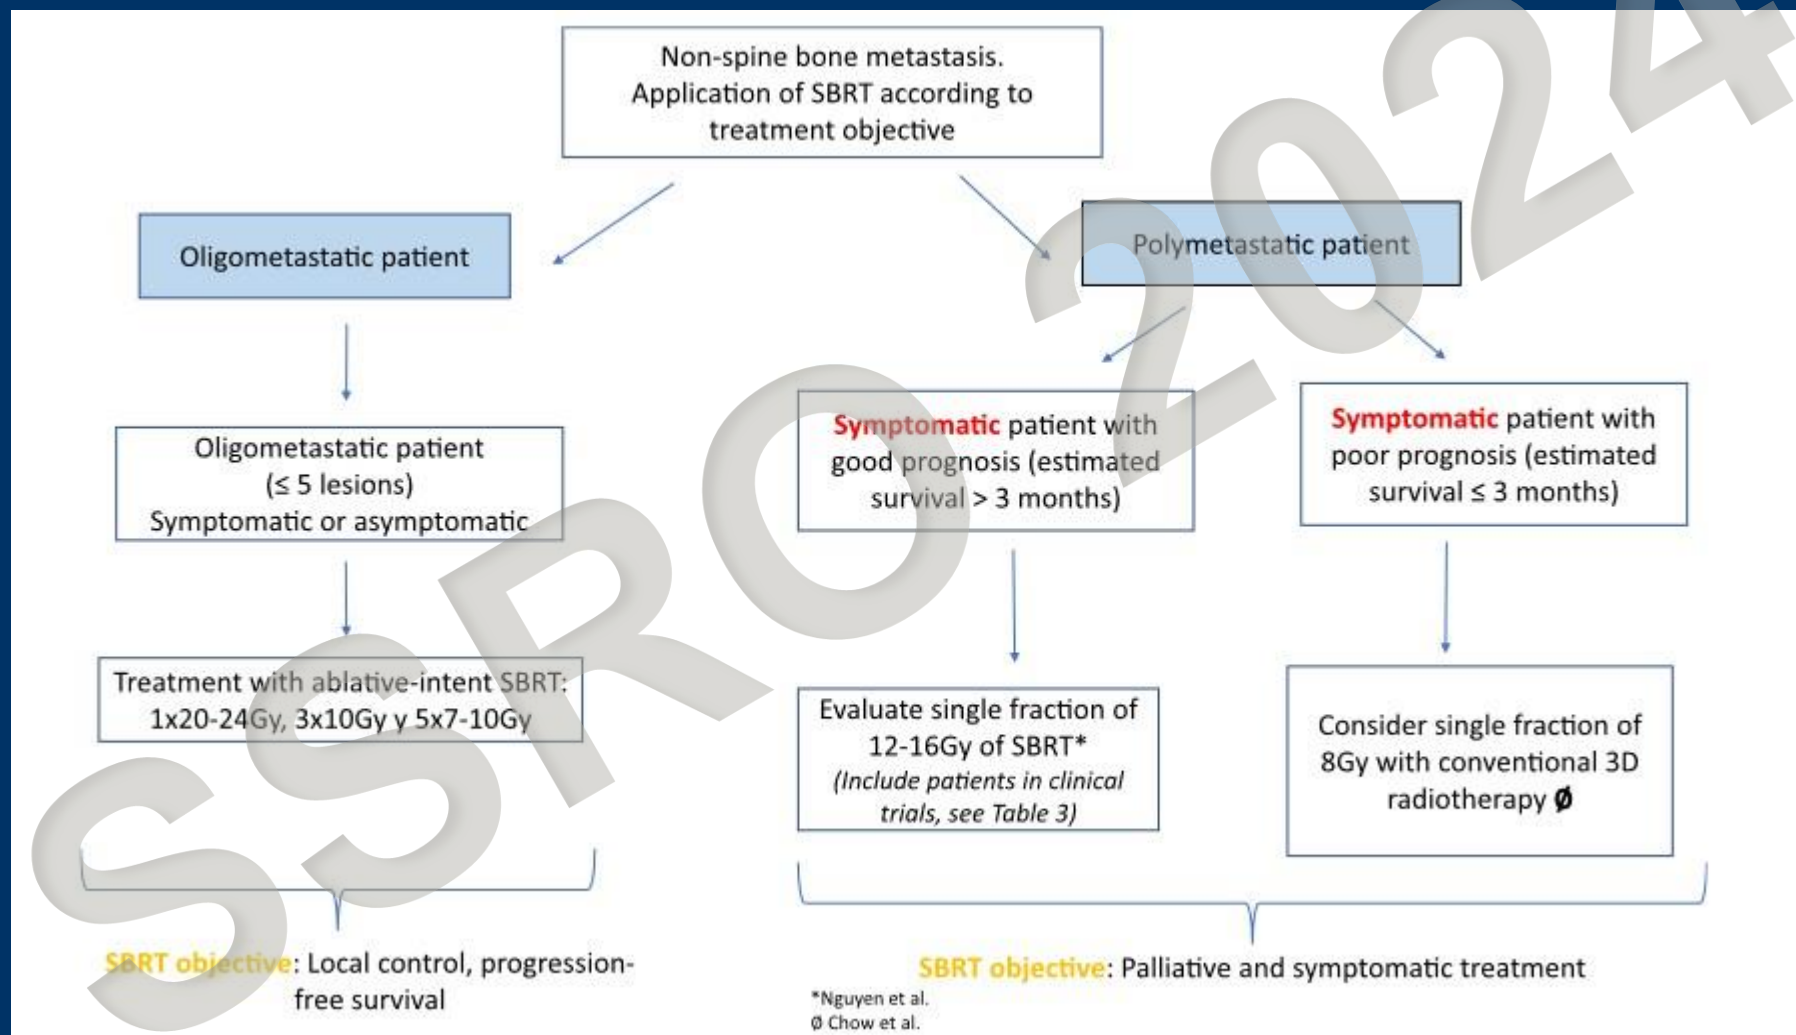 Non-spine bone metastasis.
Application of SBRT according to
treatment objective
Oligometastatic patient
Polymetastatic patient
Oligometastatic patient
(≤ 5 lesions)
Symptomatic or asymptomatic
Symptomatic patient with
good prognosis (estimated
survival > 3 months)
Symptomatic patient with
poor prognosis (estimated
survival ≤ 3 months)
Treatment with ablative-intent SBRT:
1x20-24Gy, 3x10Gy y 5x7-10Gy
Evaluate single fraction of
12-16Gy of SBRT*
(Include patients in clinical
trials, see Table 3)
Consider single fraction of
8Gy with conventional 3D
radiotherapy Ø
SBRT objective: Local control, progression-
free survival
SBRT objective: Palliative and symptomatic treatment
*Nguyen et al.
Ø Chow et al.
SSRO 2024